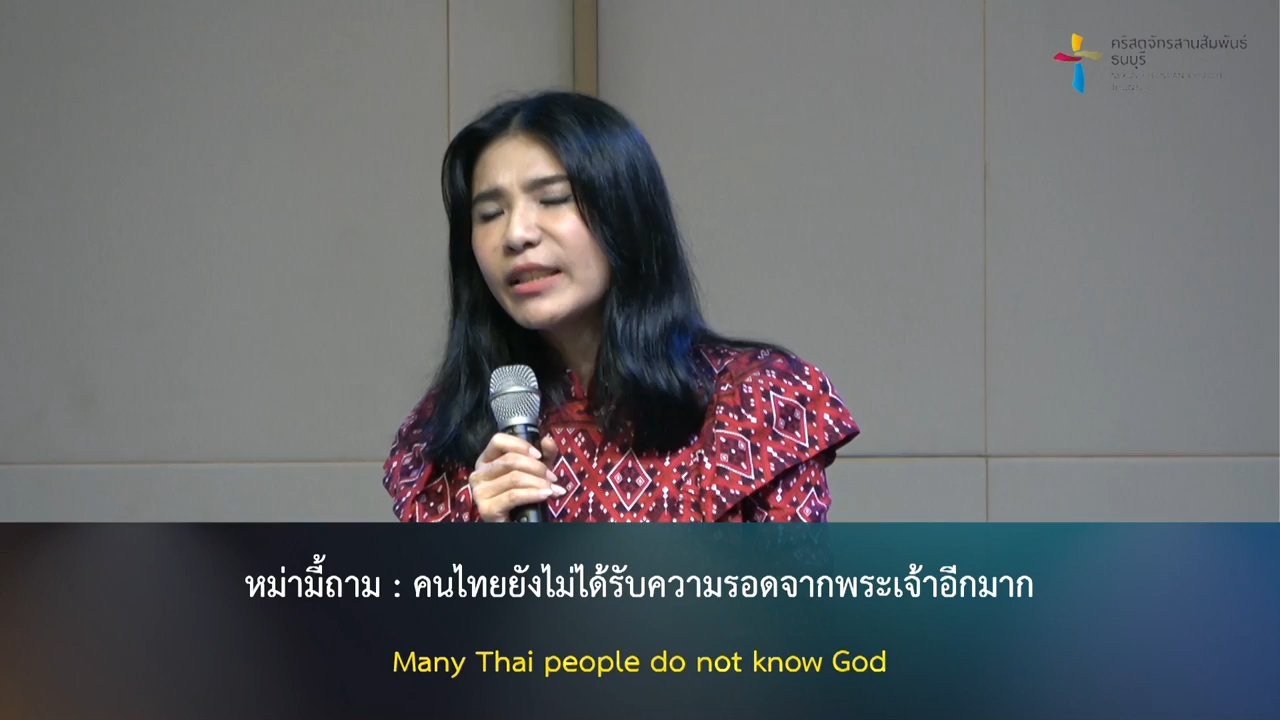 คริสตจักรสานสัมพันธ์
ธนบุรี
หม่ามี้ถาม : คนไทยยังไม่ได้รับความรอดจากพระเจ้าอีกมาก
Many Thai people do not know God